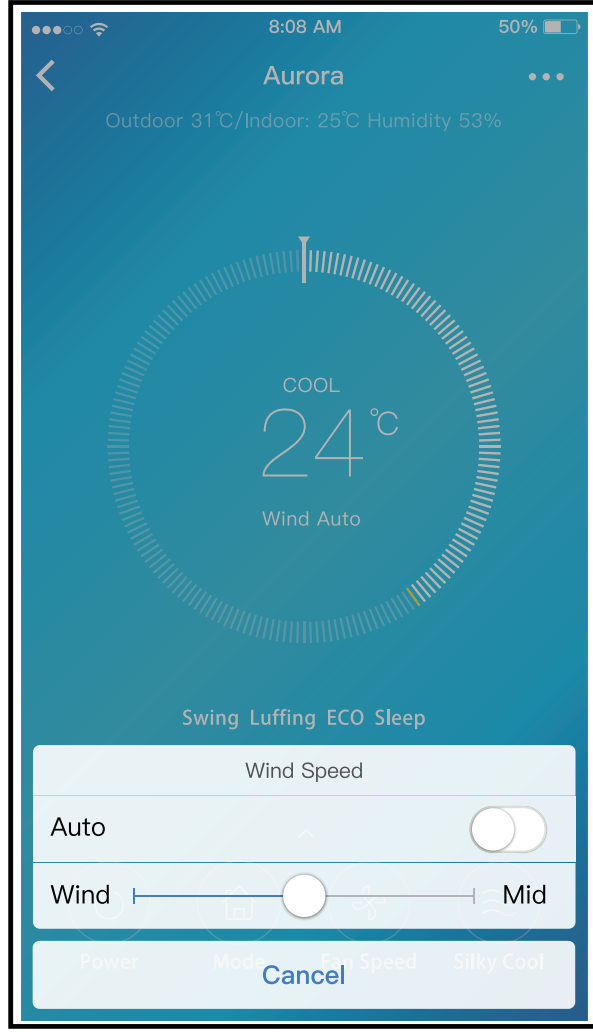 8:08 AM 50%
Aurora
Outdoor 31℃/Indoor: 25℃ Humidity 53%
COOL
24℃
Wind Auto
Swing Luffing ECO Sleep
Wind Speed
Auto
Wind Mid
Power Mode Fan Speed Silky Cool
Cancel